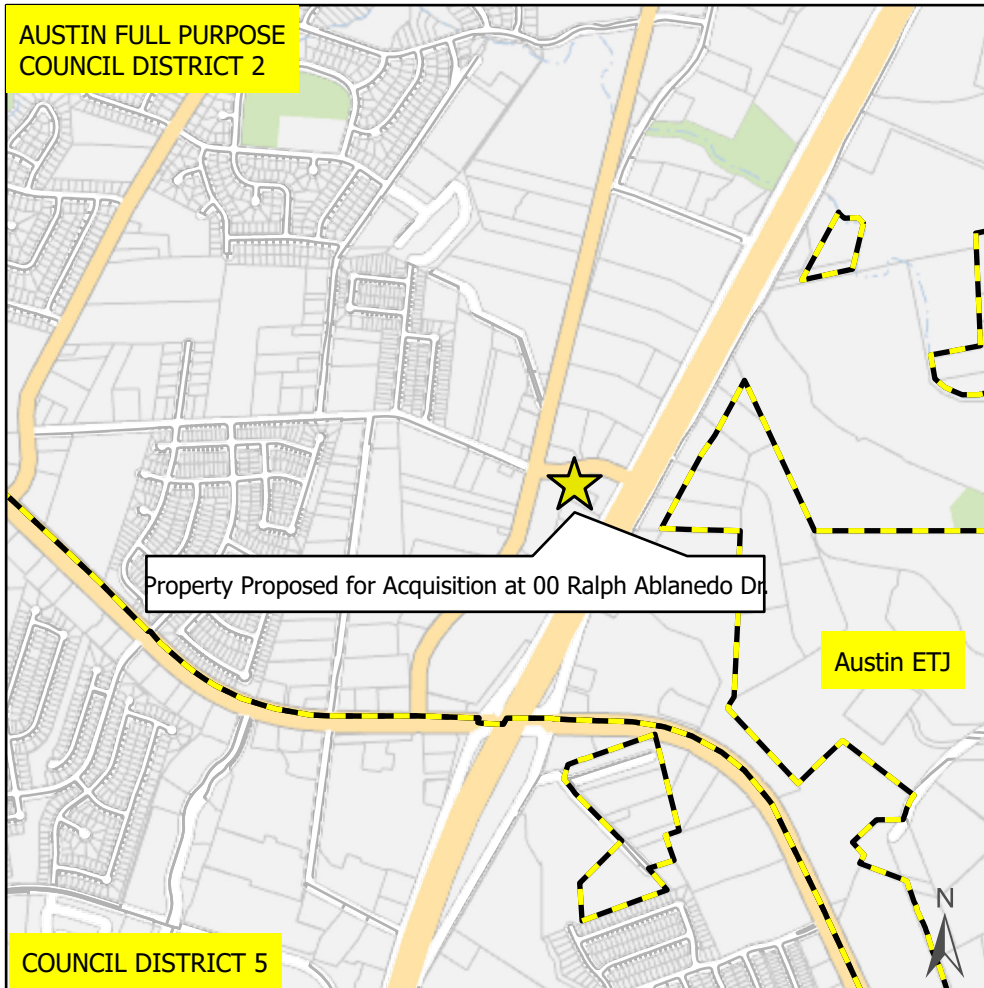 AUSTIN FULL PURPOSE
COUNCIL DISTRICT 2
Property Proposed for Acquisition at 00 Ralph Ablanedo Dr.
Austin ETJ
N
COUNCIL DISTRICT 5